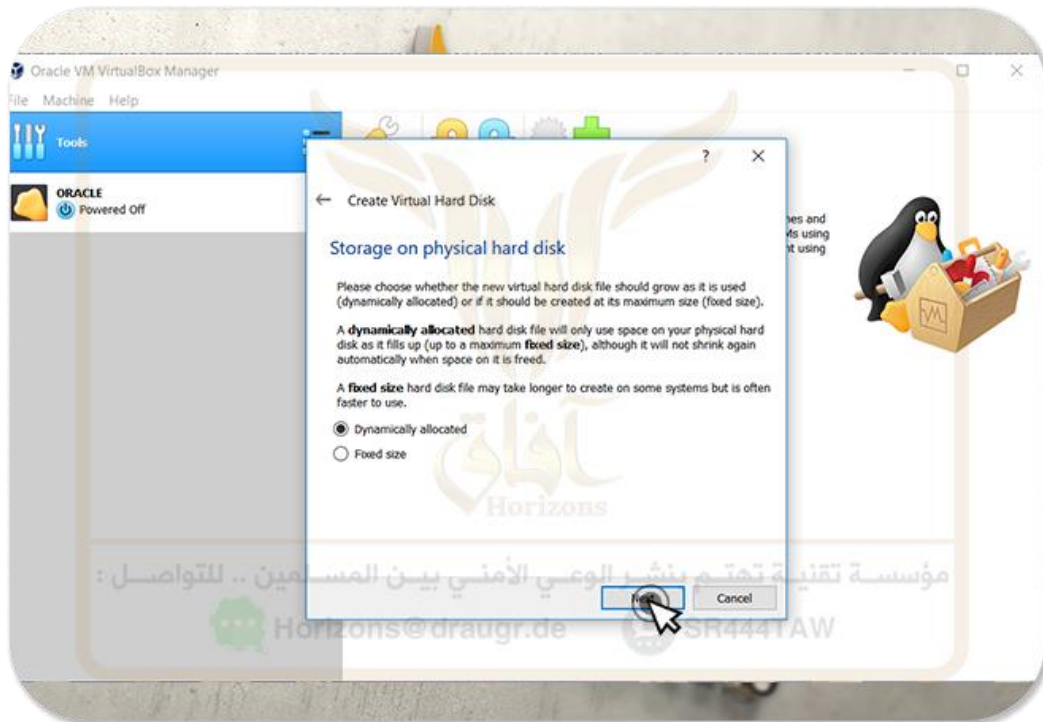 Oracle VM VirtualBox Manager
File Machine Help
Tools
ORACLE
Powered Off
?
Create Virtual Hard Disk
Storage on physical hard disk
Please choose whether the new virtual hard disk file should grow as it is used
(dynamically allocated) or if it should be created at its maximum size (fixed size).
A dynamically allocated hard disk file will only use space on your physical hard
disk as it fills up (up to a maximum fixed size), although it will not shrink again
automatically when space on it is freed.
A fixed size hard disk file may take longer to create on some systems but is often
faster to use.
Dynamically allocated
Fixed size
Next
Cancel
and
using
using
آفاق
Horizons
مؤسسة تقنية تهتم بنشر الوعي الأمني بين المسلمين .. للتواصل :
Horizons@draugr.de SR444TAW